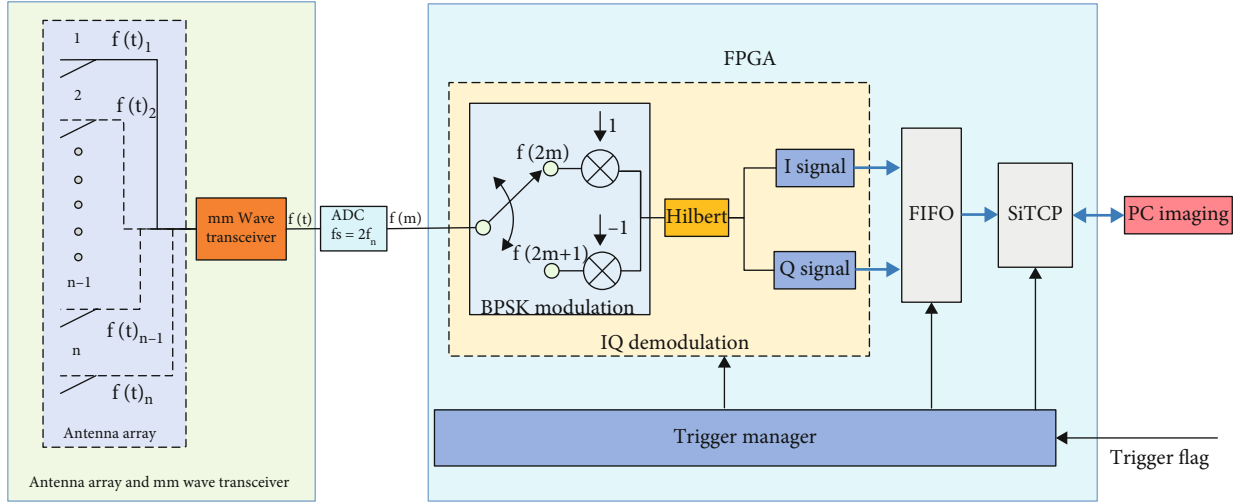 1
f (t)1
2
f (t)2
n–1
f (t)n–1
n
f (t)n
Antenna array
Antenna array and mm wave transceiver
mm Wave
transceiver
f (t)
ADC
fs = 2fn
f (m)
FPGA
1
f (2m)
–1
f (2m+1)
BPSK modulation
Hilbert
I signal
Q signal
IQ demodulation
FIFO
SiTCP
PC imaging
Trigger manager
Trigger flag